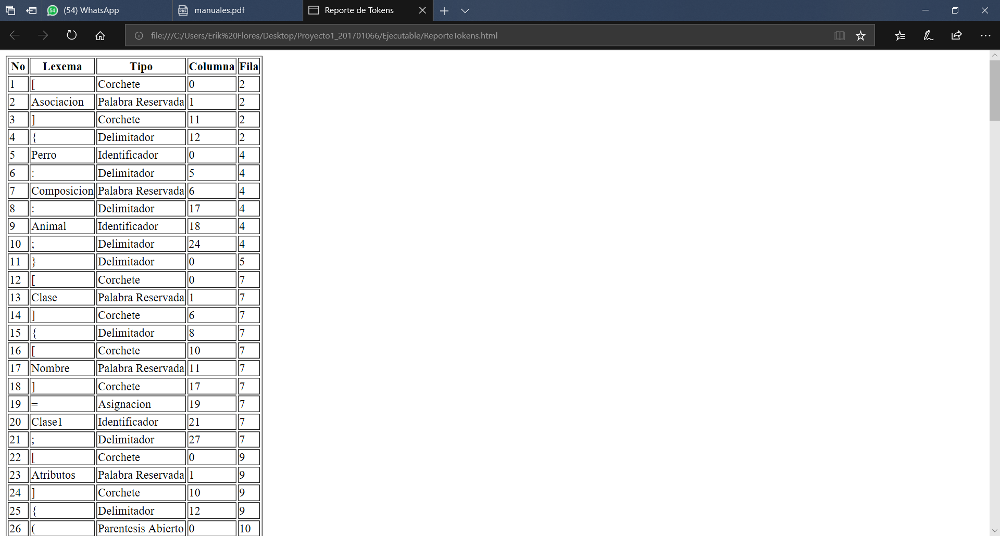 (54) WhatsApp
manuales.pdf
Reporte de Tokens
file:///C:/Users/Erik%20Flores/Desktop/Proyecto1_201701066/Ejecutable/ReporteTokens.html
No Lexema Tipo Columna Fila
1 [ Corchete 0 2
2 Asociacion Palabra Reservada 1 2
3 ] Corchete 11 2
4 { Delimitador 12 2
5 Perro Identificador 0 4
6 : Delimitador 5 4
7 Composicion Palabra Reservada 6 4
8 : Delimitador 17 4
9 Animal Identificador 18 4
10 ; Delimitador 24 4
11 } Delimitador 0 5
12 [ Corchete 0 7
13 Clase Palabra Reservada 1 7
14 ] Corchete 6 7
15 { Delimitador 8 7
16 [ Corchete 10 7
17 Nombre Palabra Reservada 11 7
18 ] Corchete 17 7
19 = Asignacion 19 7
20 Clase1 Identificador 21 7
21 ; Delimitador 27 7
22 [ Corchete 0 9
23 Atributos Palabra Reservada 1 9
24 ] Corchete 10 9
25 { Delimitador 12 9
26 ( Parentesis Abierto 0 10